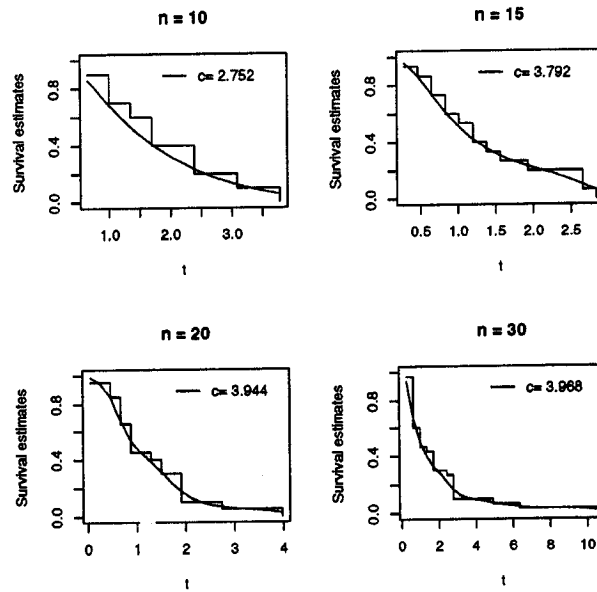 n = 10
c= 2.752
Survival estimates
0.0 0.4 0.8
1.0 2.0 3.0
t
n = 15
c= 3.792
Survival estimates
0.0 0.4 0.8
0.5 1.0 1.5 2.0 2.5
t
n = 20
c= 3.944
Survival estimates
0.0 0.4 0.8
0 1 2 3 4
t
n = 30
c= 3.968
Survival estimates
0.0 0.4 0.8
0 2 4 6 8 10
t